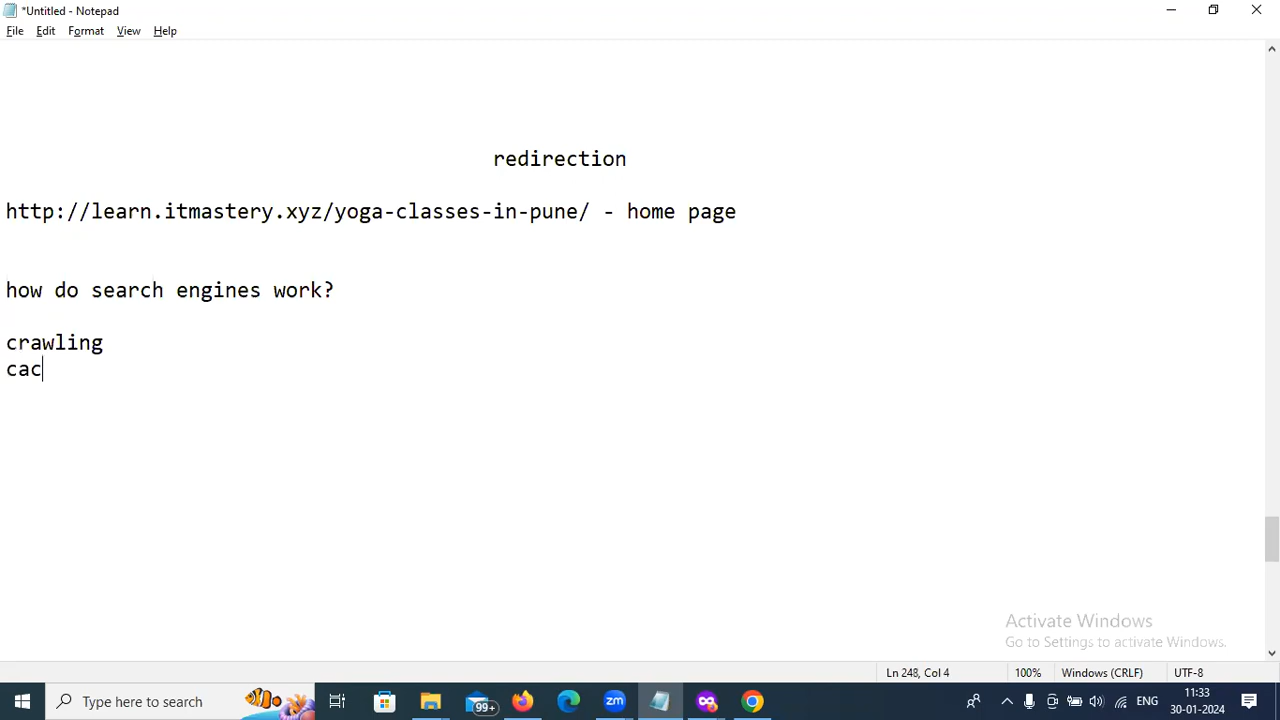 *Untitled - Notepad
File Edit Format View Help
redirection
http://learn.itmastery.xyz/yoga-classes-in-pune/ - home page
how do search engines work?
crawling
cac
Activate Windows
Go to Settings to activate Windows.
Ln 248, Col 4 100% Windows (CRLF) UTF-8
Type here to search 99+ zm ENG 11:33
30-01-2024